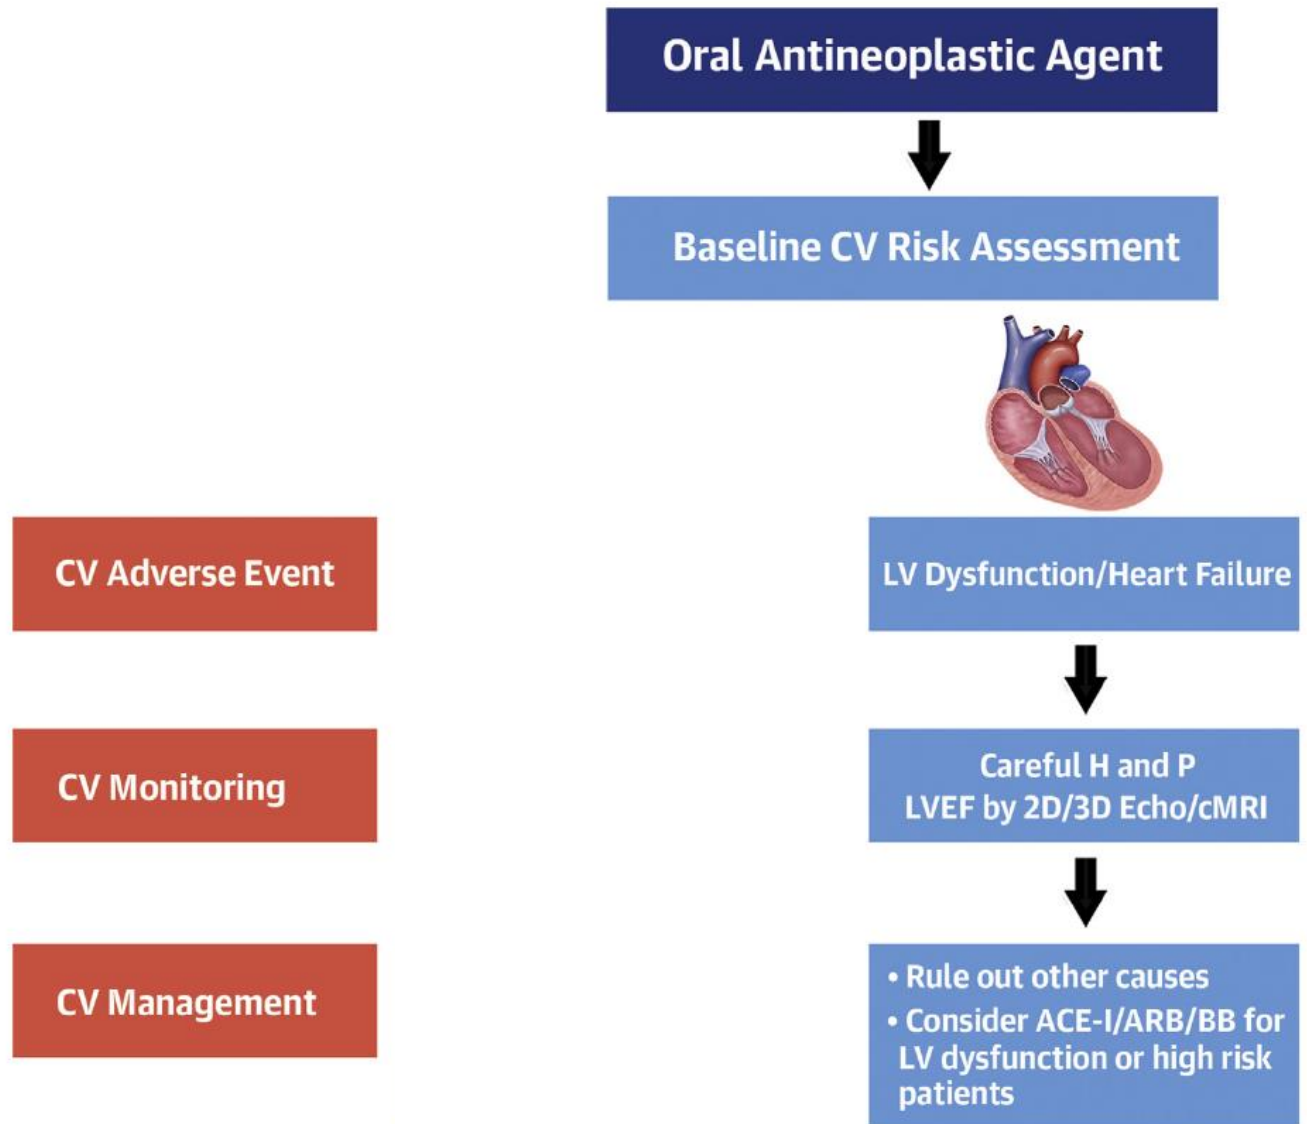 Oral Antineoplastic Agent
Baseline CV Risk Assessment
CV Adverse Event
LV Dysfunction/Heart Failure
CV Monitoring
Careful H and P
LVEF by 2D/3D Echo/cMRI
CV Management
• Rule out other causes
• Consider ACE-I/ARB/BB for
LV dysfunction or high risk
patients